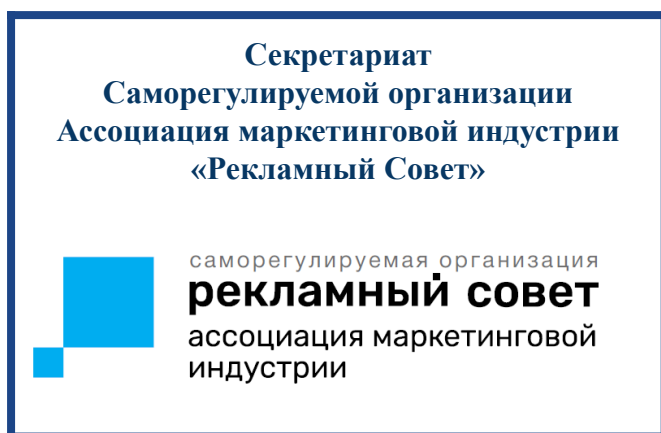 Секретариат
Саморегулируемой организации
Ассоциация маркетинговой индустрии
«Рекламный Совет»
саморегулируемая организация
рекламный совет
ассоциация маркетинговой
индустрии